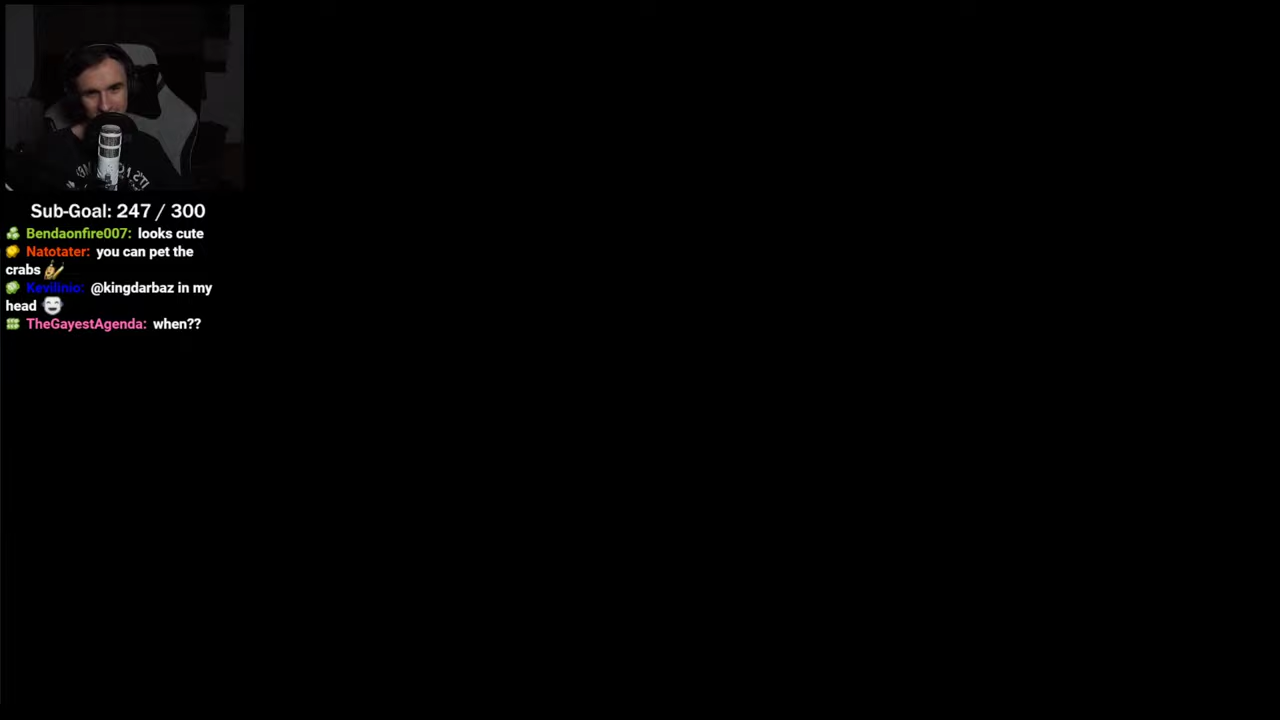 Sub-Goal: 247 / 300
Bendaonfire007: looks cute
Natotater: you can pet the
crabs
Kevilinio: @kingdarbaz in my
head
TheGayestAgenda: when??